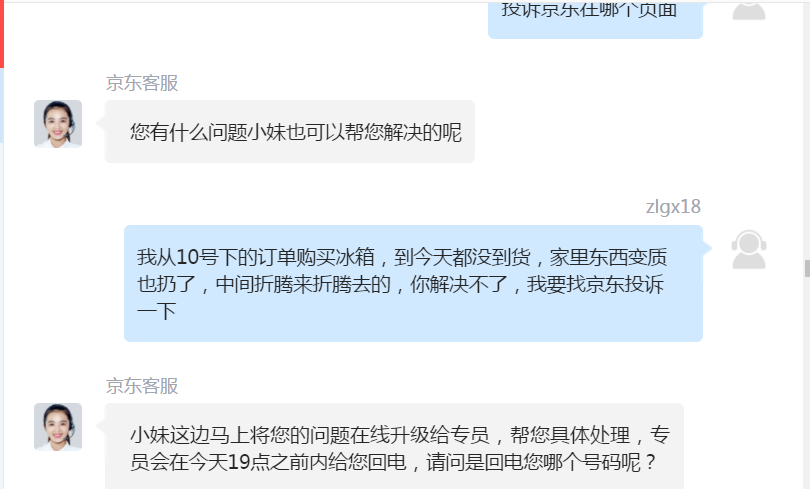 投诉京东在哪个页面
京东客服
您有什么问题小妹也可以帮您解决的呢
zlgx18
我从10号下的订单购买冰箱，到今天都没到货，家里东西变质
也扔了，中间折腾来折腾去的，你解决不了，我要找京东投诉
一下
京东客服
小妹这边马上将您的问题在线升级给专员，帮您具体处理，专
员会在今天19点之前内给您回电，请问是回电您哪个号码呢？